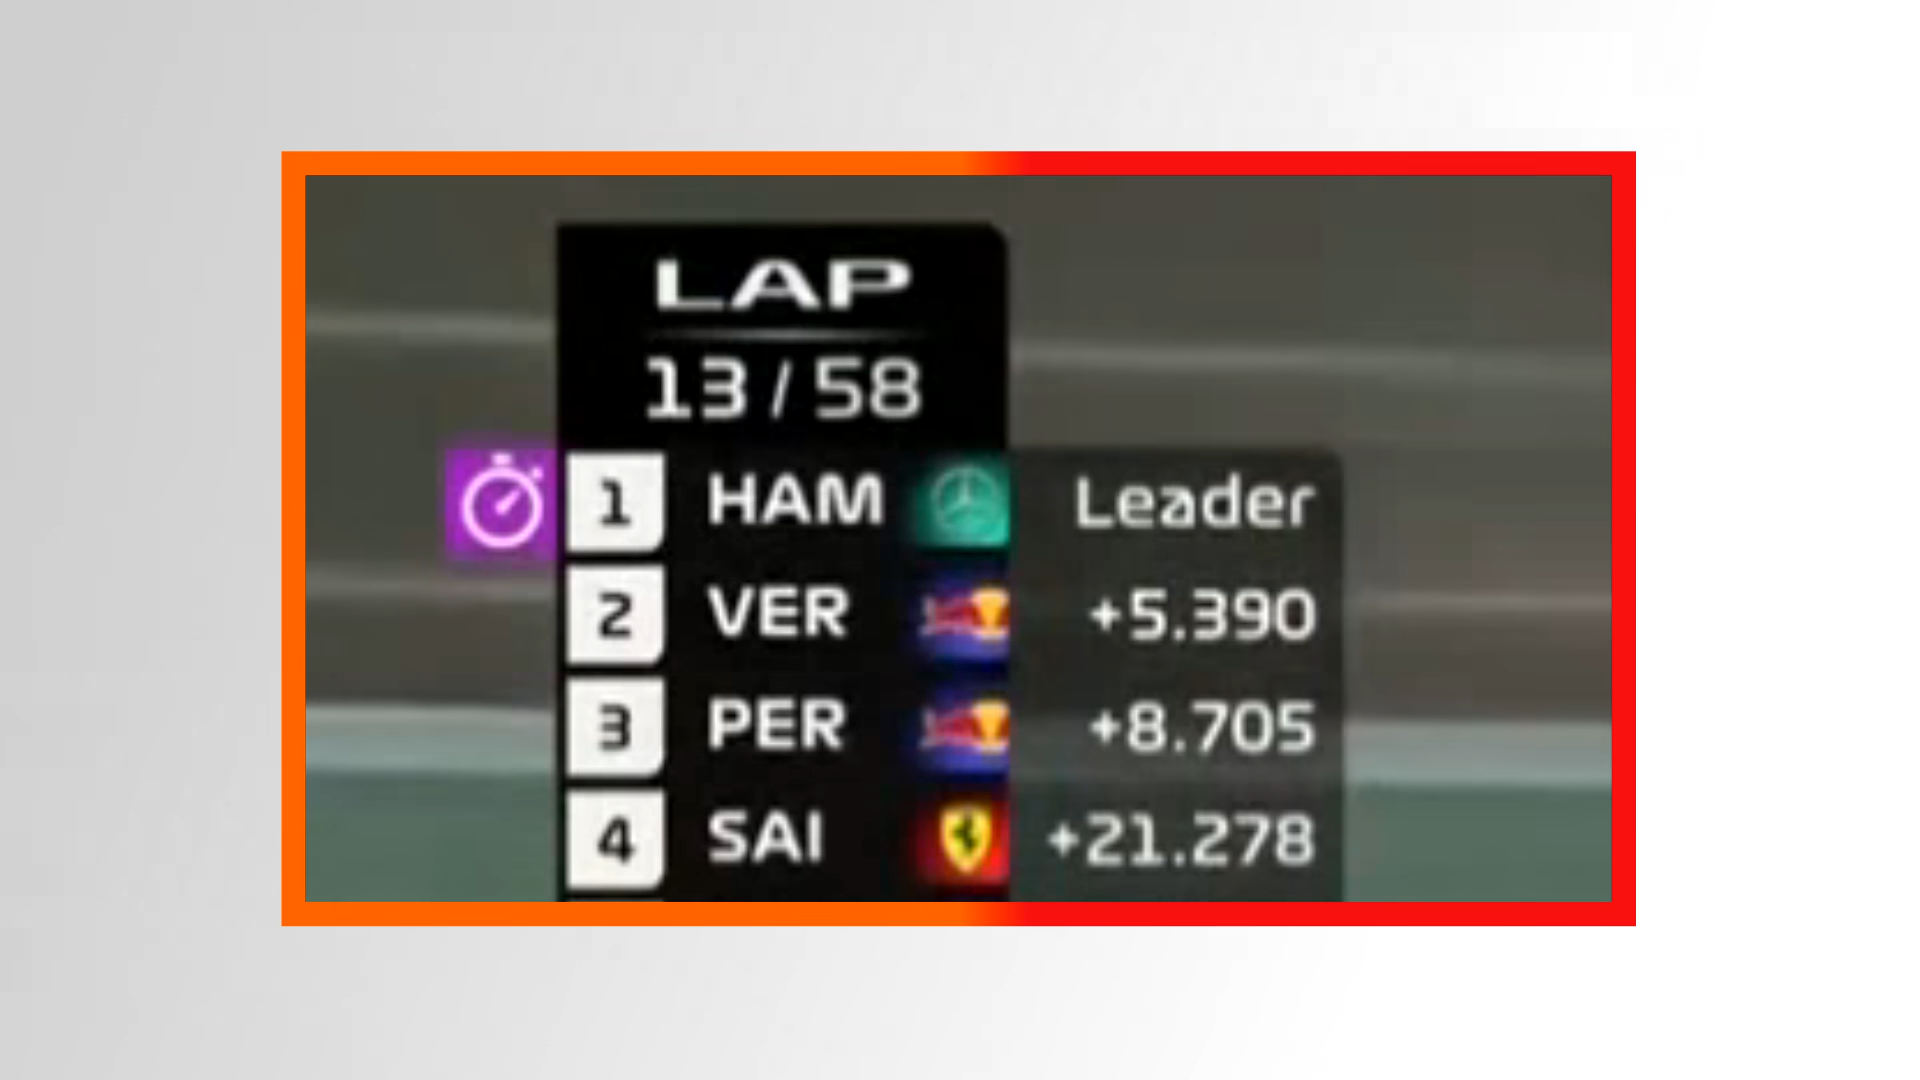 LAP
13 / 58
1 HAM Leader
2 VER +5.390
3 PER +8.705
4 SAI +21.278